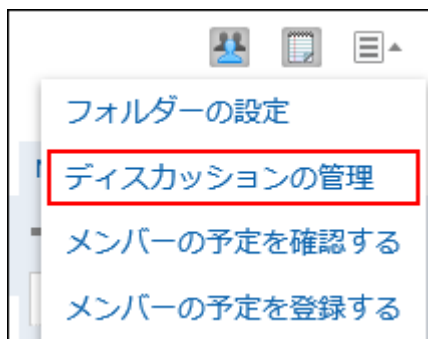 フォルダーの設定
ディスカッションの管理
メンバーの予定を確認する
メンバーの予定を登録する